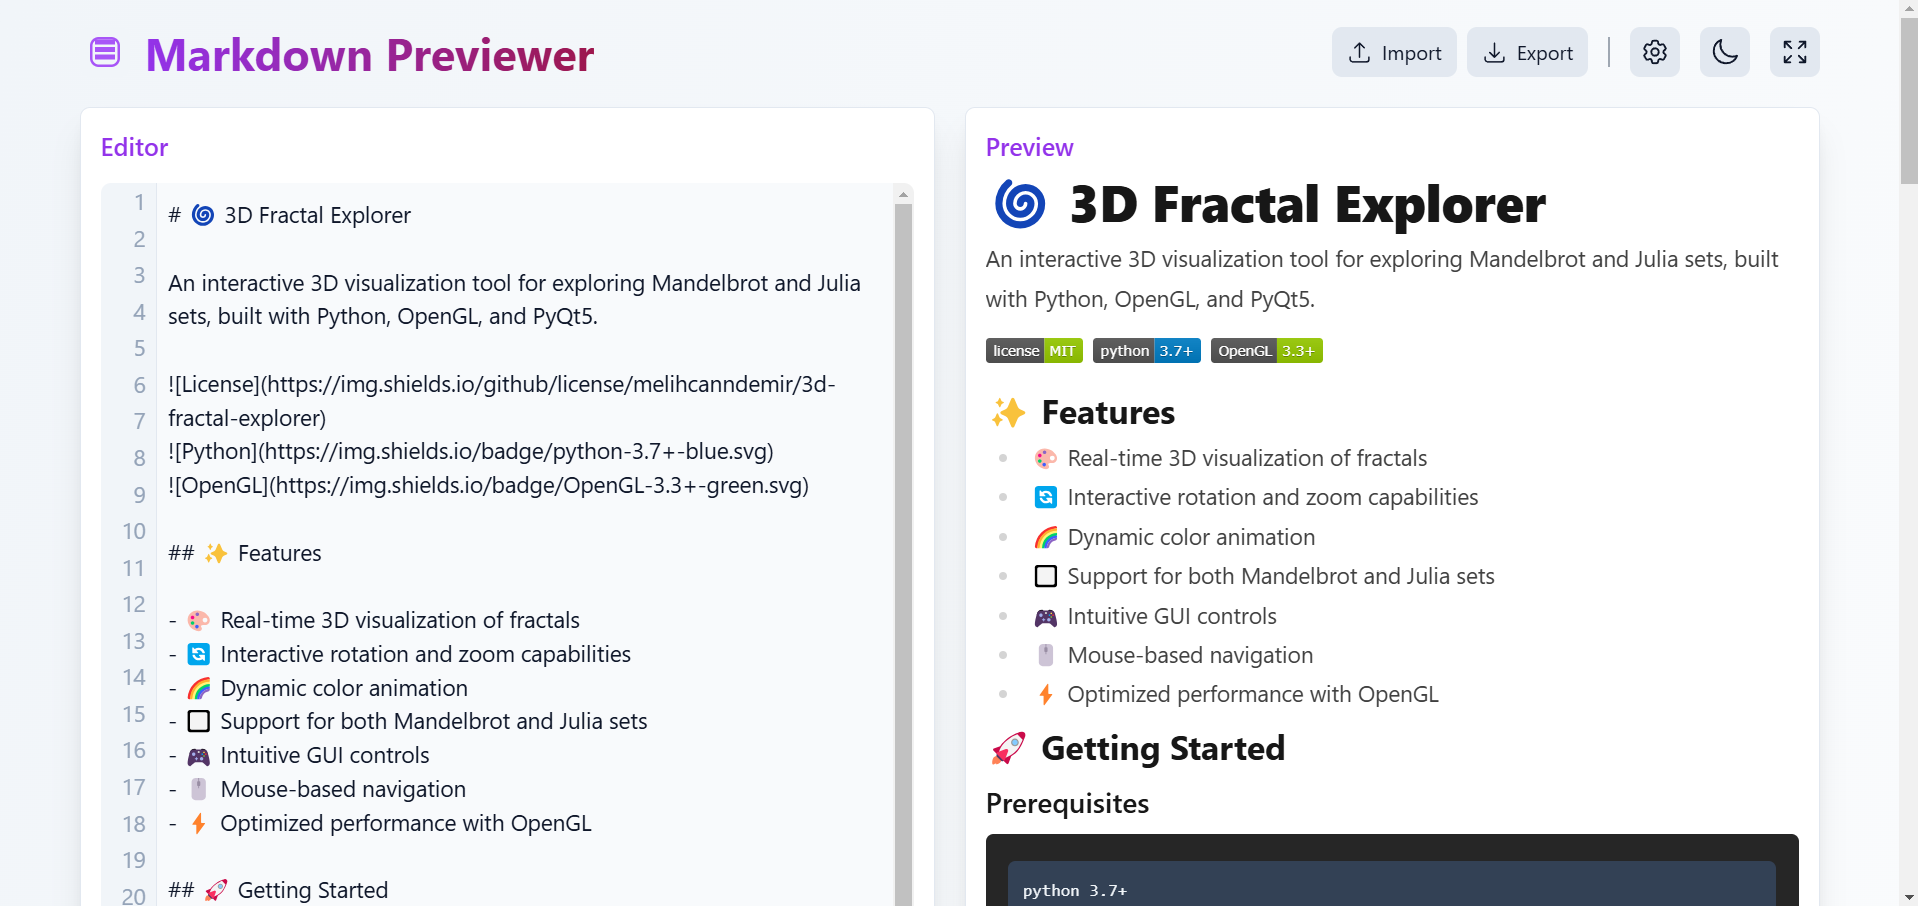 Markdown Previewer
Import
Export
Editor
1
2
3
4
5
6
7
8
9
10
11
12
13
14
15
16
17
18
19
20
# 🌀 3D Fractal Explorer
An interactive 3D visualization tool for exploring Mandelbrot and Julia
sets, built with Python, OpenGL, and PyQt5.
![License](https://img.shields.io/github/license/melihcanndemir/3d-
fractal-explorer)
![Python](https://img.shields.io/badge/python-3.7+-blue.svg)
![OpenGL](https://img.shields.io/badge/OpenGL-3.3+-green.svg)
## ✨ Features
- 🎨 Real-time 3D visualization of fractals
- 🔄 Interactive rotation and zoom capabilities
- 🌈 Dynamic color animation
- 🔲 Support for both Mandelbrot and Julia sets
- 🎮 Intuitive GUI controls
- 🖱️ Mouse-based navigation
- ⚡ Optimized performance with OpenGL
## 🚀 Getting Started
Preview
🌀 3D Fractal Explorer
An interactive 3D visualization tool for exploring Mandelbrot and Julia sets, built
with Python, OpenGL, and PyQt5.
license MIT python 3.7+ OpenGL 3.3+
✨ Features
• 🎨 Real-time 3D visualization of fractals
• 🔄 Interactive rotation and zoom capabilities
• 🌈 Dynamic color animation
• 🔲 Support for both Mandelbrot and Julia sets
• 🎮 Intuitive GUI controls
• 🖱️ Mouse-based navigation
• ⚡ Optimized performance with OpenGL
🚀 Getting Started
Prerequisites
python 3.7+